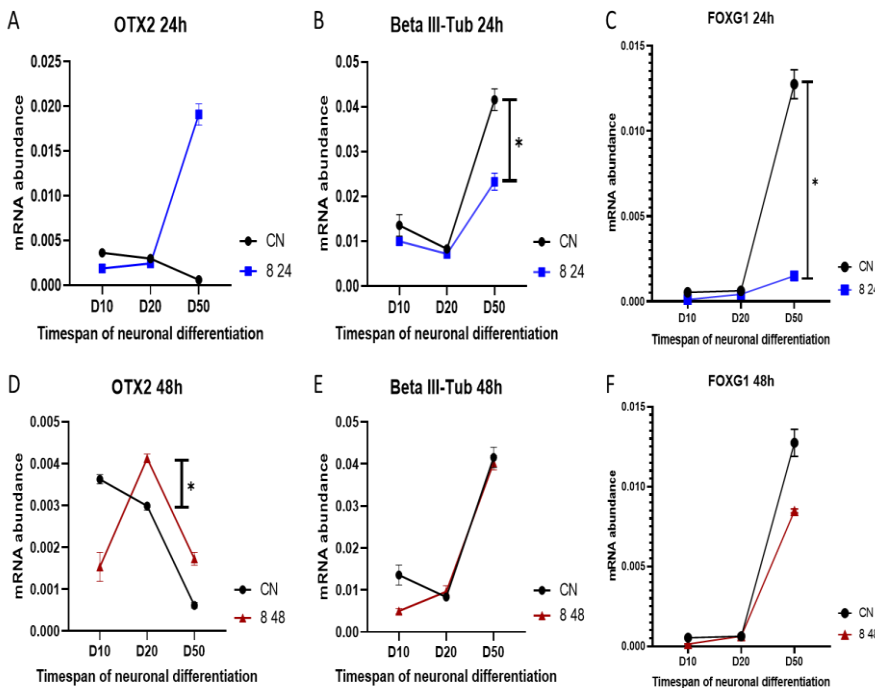 A
OTX2 24h
mRNA abundance
0.025
0.020
0.015
0.010
0.005
0.000
D10 D20 D50
Timespan of neuronal differentiation
CN
8 24
B
Beta III-Tub 24h
mRNA abundance
0.05
0.04
0.03
0.02
0.01
0.00
D10 D20 D50
Timespan of neuronal differentiation
*
CN
8 24
C
FOXG1 24h
mRNA abundance
0.015
0.010
0.005
0.000
D10 D20 D50
Timespan of neuronal differentiation
*
CN
8 24
D
OTX2 48h
mRNA abundance
0.005
0.004
0.003
0.002
0.001
0.000
D10 D20 D50
Timespan of neuronal differentiation
*
CN
8 48
E
Beta III-Tub 48h
mRNA abundance
0.05
0.04
0.03
0.02
0.01
0.00
D10 D20 D50
Timespan of neuronal differentiation
CN
8 48
F
FOXG1 48h
mRNA abundance
0.015
0.010
0.005
0.000
D10 D20 D50
Timespan of neuronal differentiation
CN
8 48